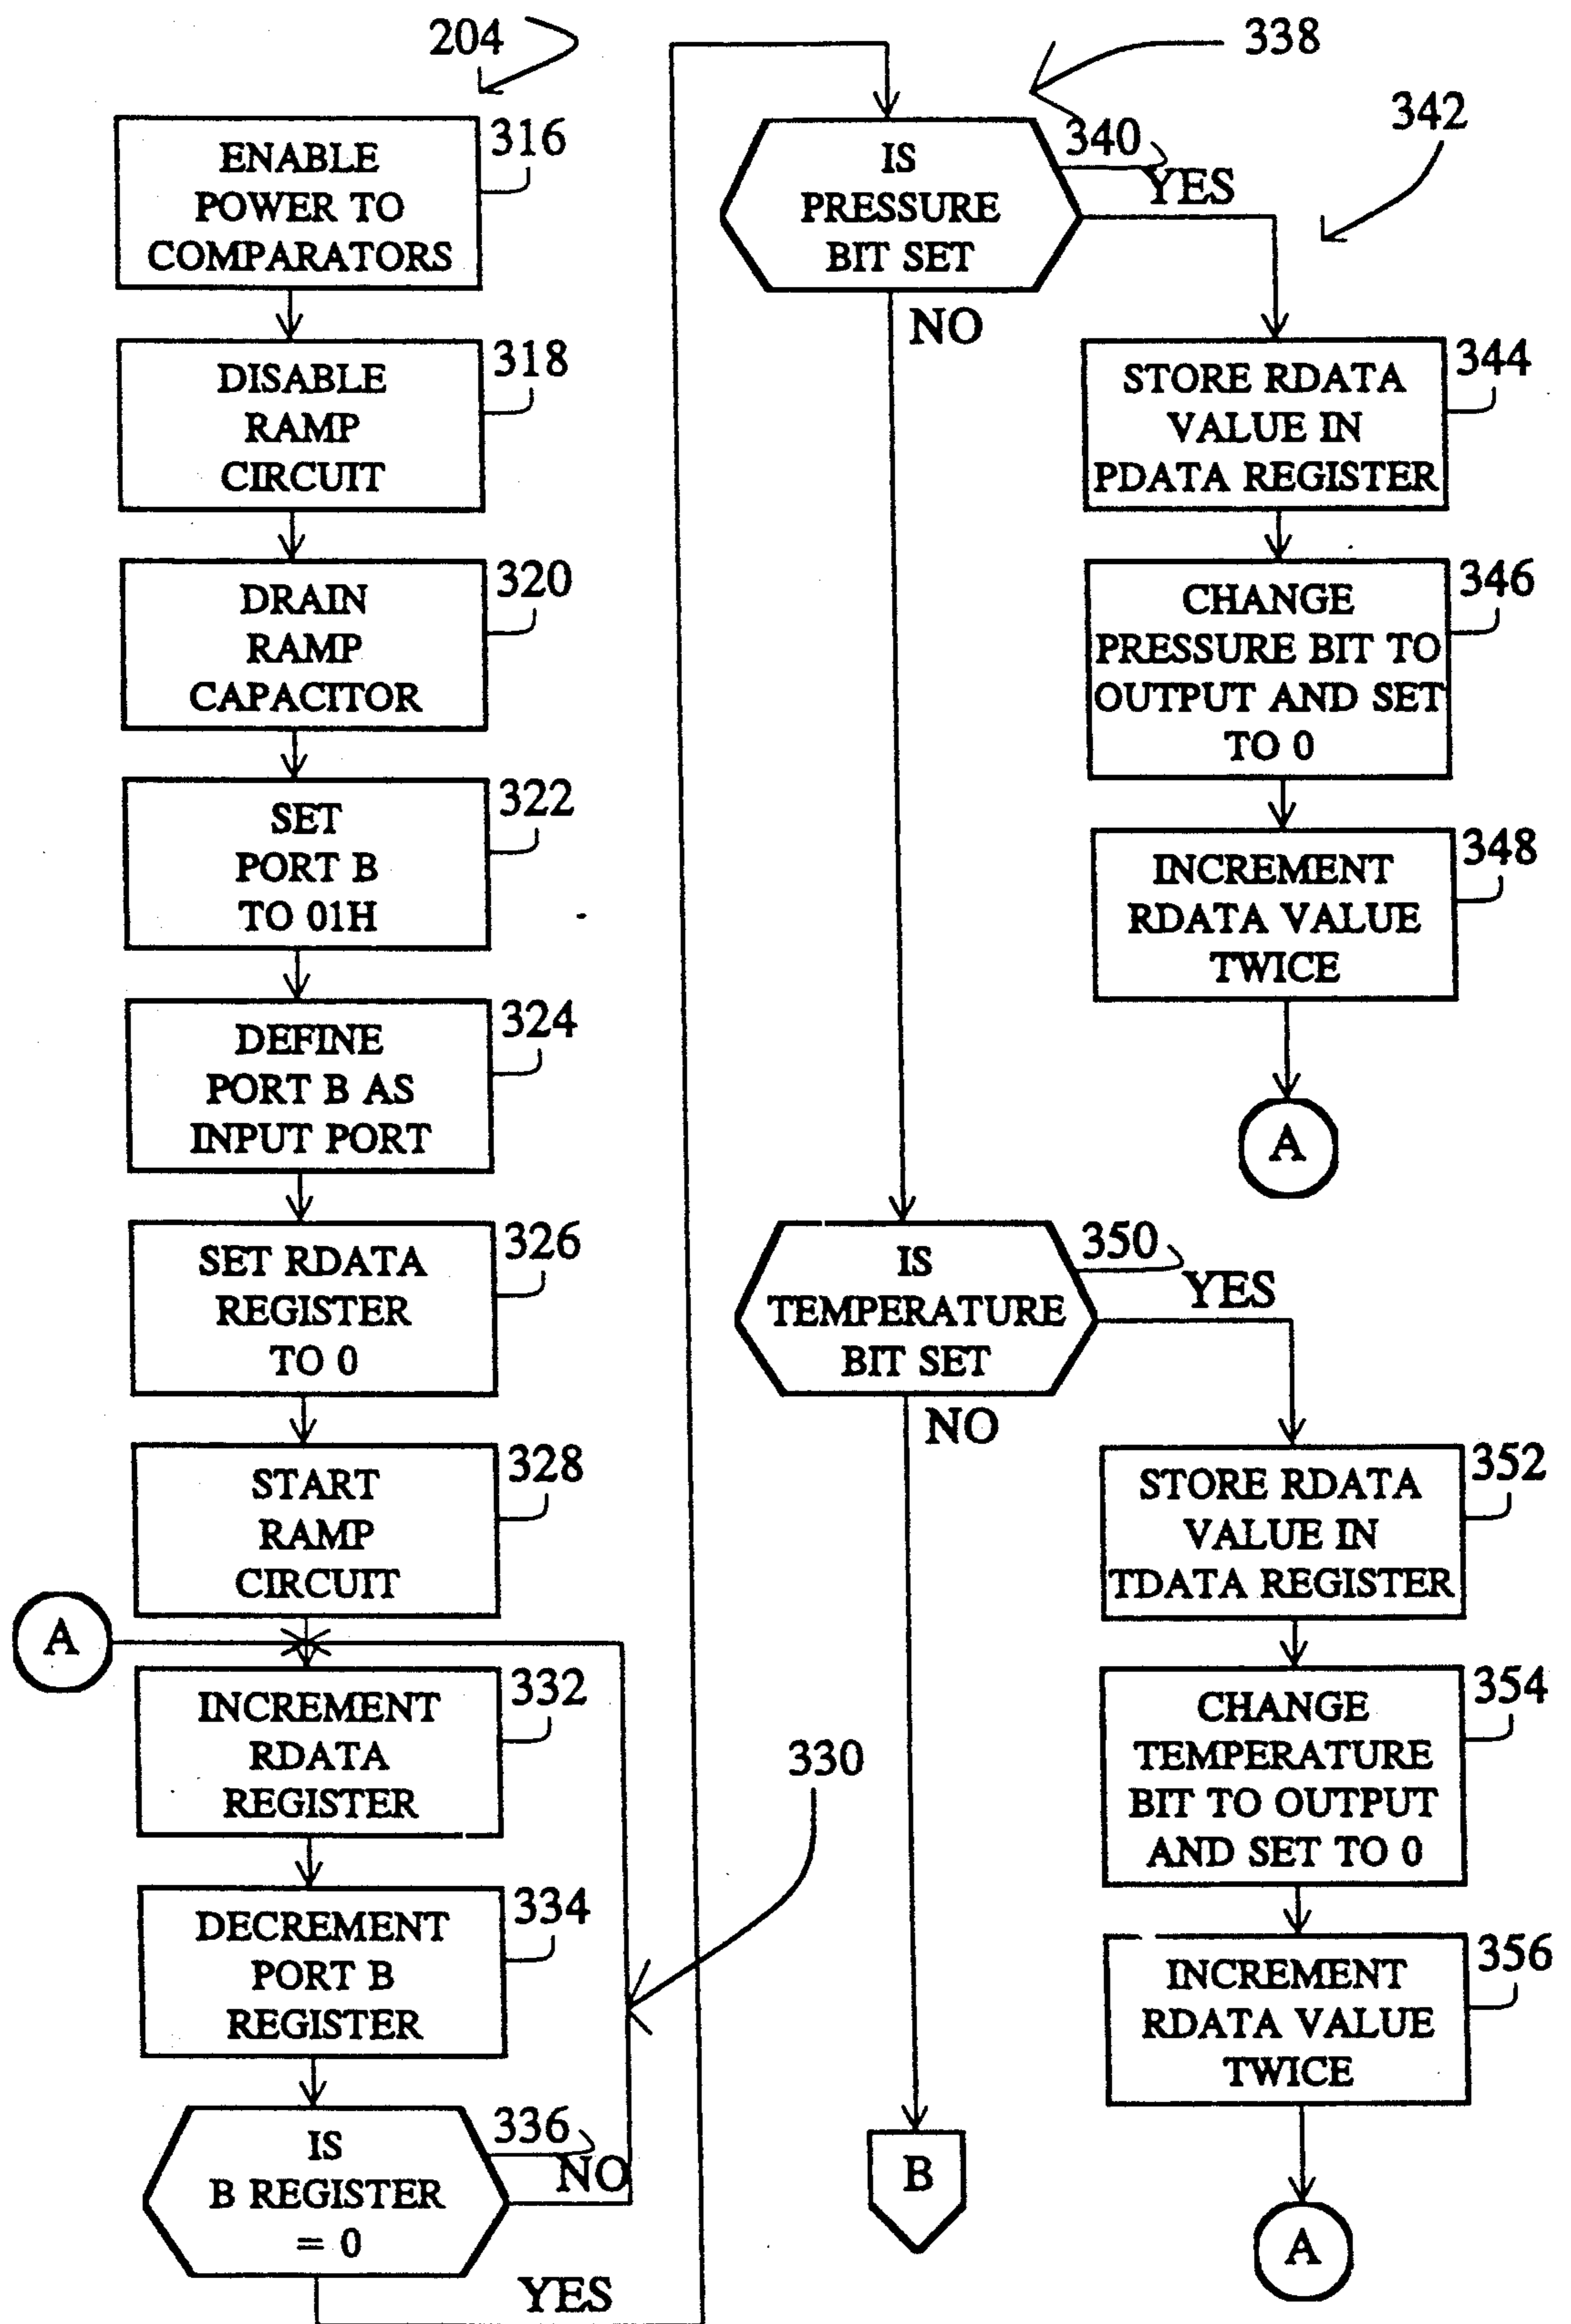 204
316
ENABLE
POWER TO
COMPARATORS
318
DISABLE
RAMP
CIRCUIT
320
DRAIN
RAMP
CAPACITOR
322
SET
PORT B
TO 01H
324
DEFINE
PORT B AS
INPUT PORT
326
SET RDATA
REGISTER
TO 0
328
START
RAMP
CIRCUIT
A
332
INCREMENT
RDATA
REGISTER
330
334
DECREMENT
PORT B
REGISTER
336
IS
B REGISTER
= 0
NO
YES
338
340
IS
PRESSURE
BIT SET
YES
NO
342
344
STORE RDATA
VALUE IN
PDATA REGISTER
346
CHANGE
PRESSURE BIT TO
OUTPUT AND SET
TO 0
348
INCREMENT
RDATA VALUE
TWICE
A
350
IS
TEMPERATURE
BIT SET
YES
NO
352
STORE RDATA
VALUE IN
TDATA REGISTER
354
CHANGE
TEMPERATURE
BIT TO OUTPUT
AND SET TO 0
356
INCREMENT
RDATA VALUE
TWICE
B
A